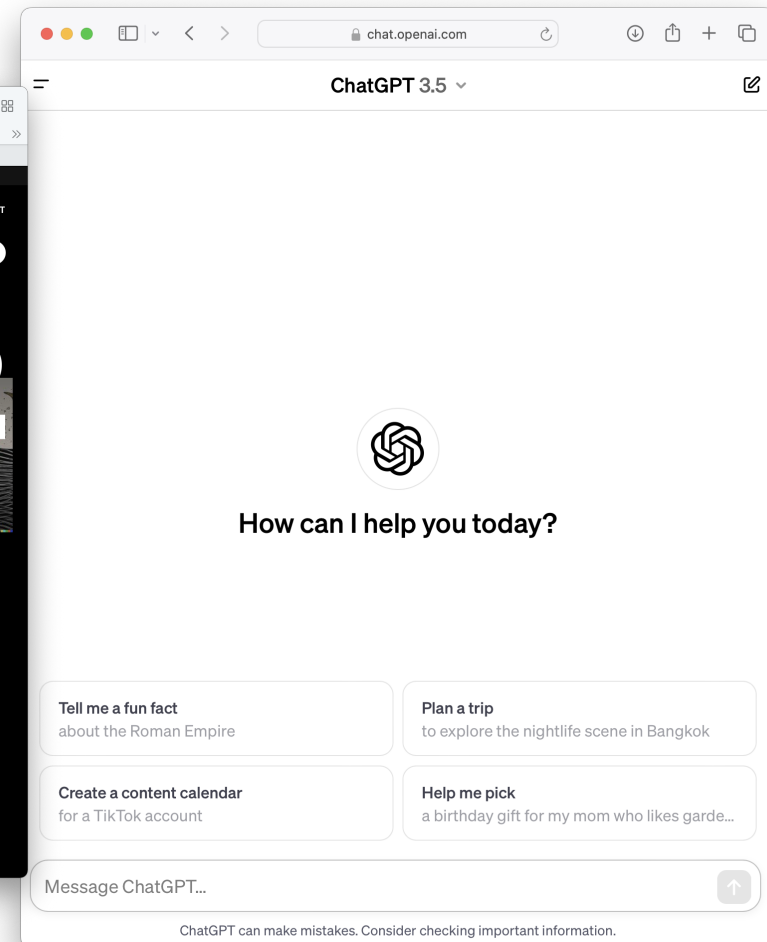 chat.openai.com
ChatGPT 3.5
T
How can I help you today?
Tell me a fun fact
about the Roman Empire
Plan a trip
to explore the nightlife scene in Bangkok
Create a content calendar
for a TikTok account
Help me pick
a birthday gift for my mom who likes garde...
Message ChatGPT...
ChatGPT can make mistakes. Consider checking important information.